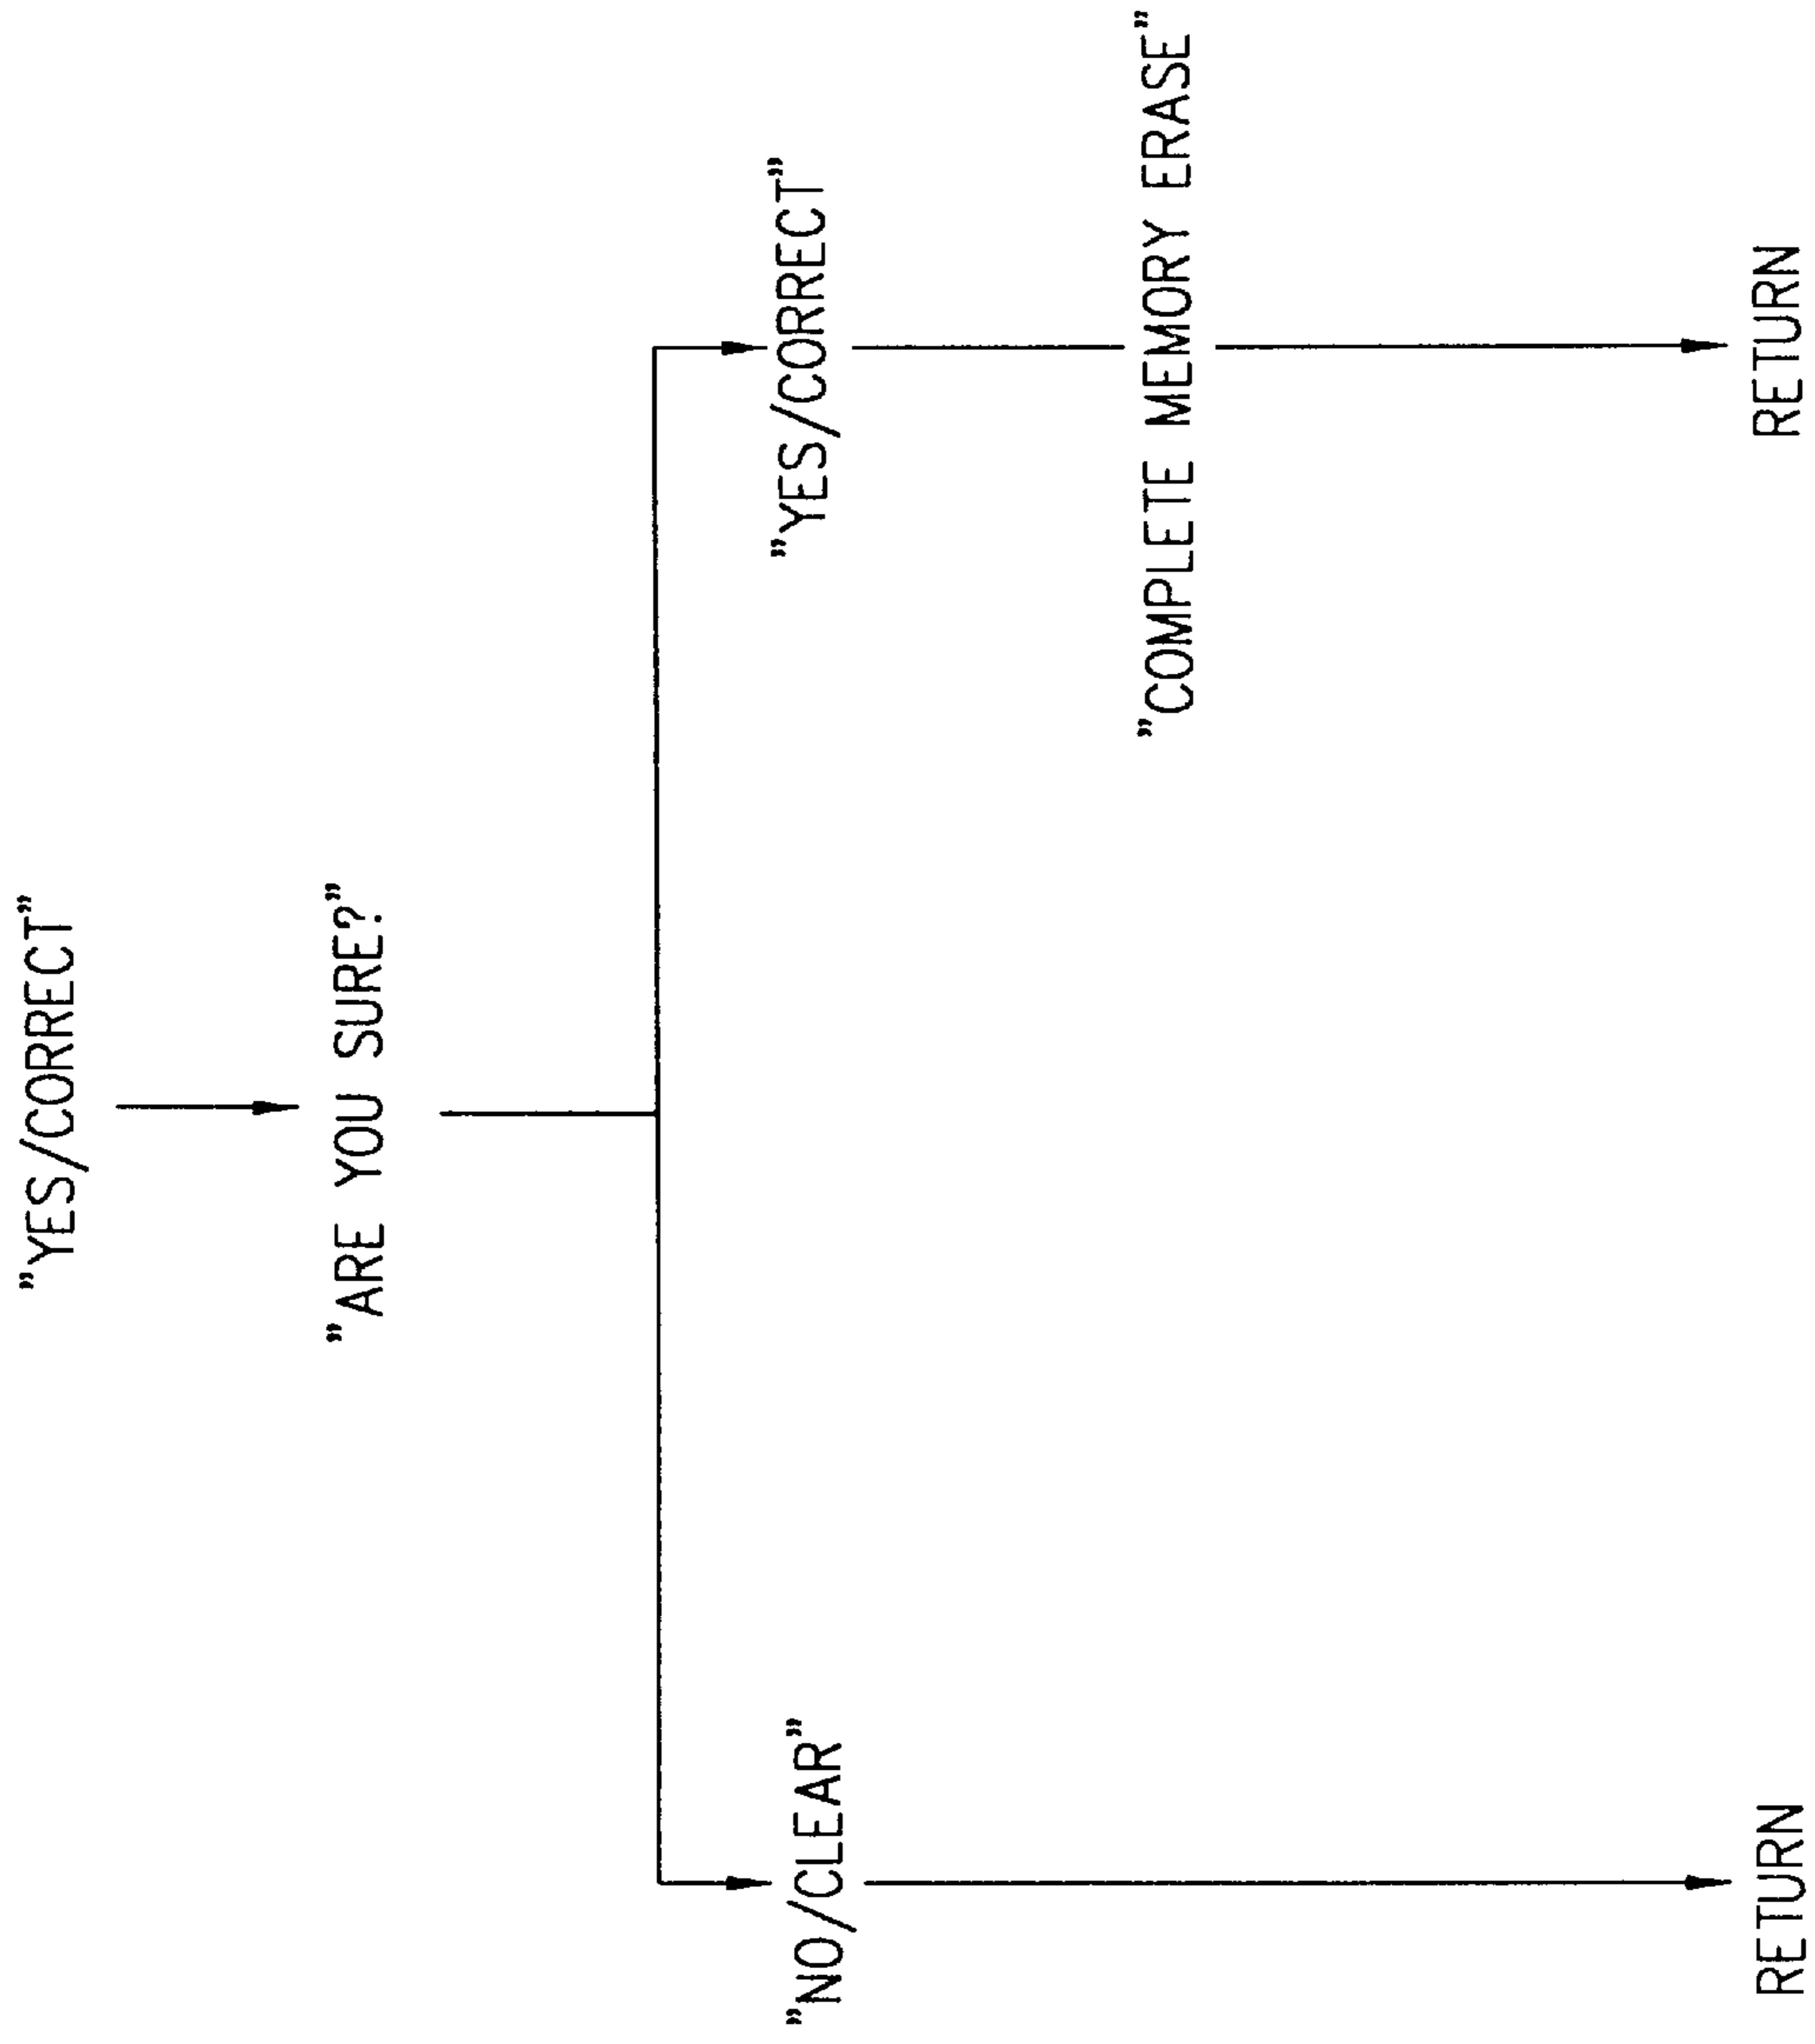 "YES/CORRECT"
"ARE YOU SURE?"
"NO/CLEAR"
"YES/CORRECT"
"COMPLETE MEMORY ERASE"
RETURN
RETURN